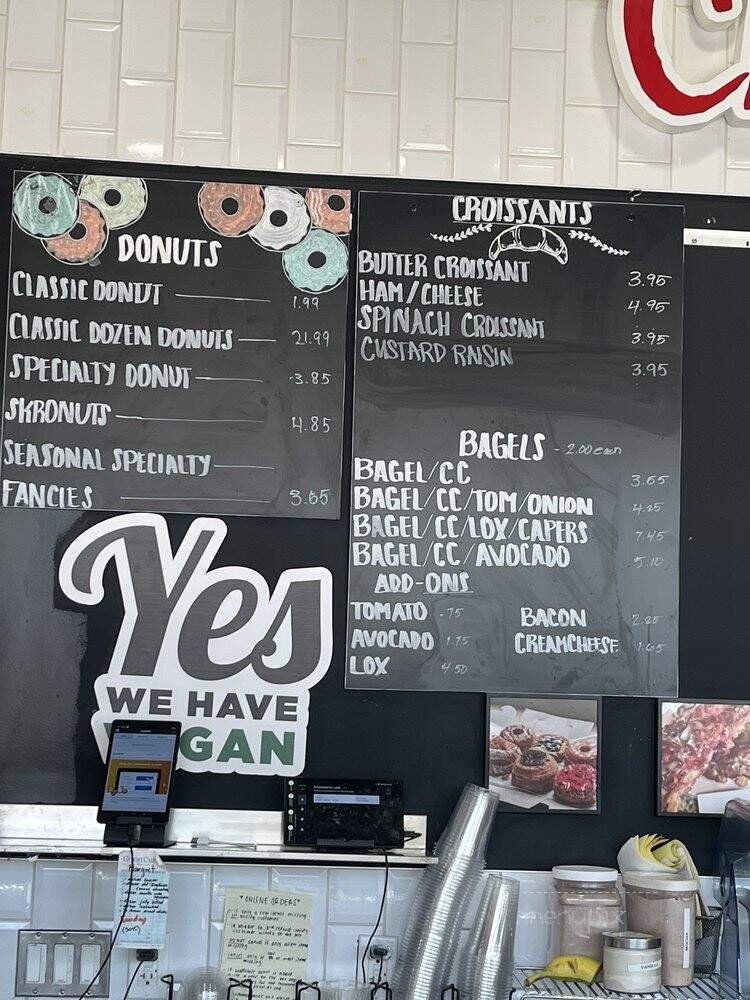 DONUTS
CLASSIC DONUT 1.99
CLASSIC DOZEN DONUTS 21.99
SPECIALTY DONUT 3.85
SKRONUTS 4.85
SEASONAL SPECIALTY
FANCIES 3.65
CROISSANTS
BUTTER CROISSANT 3.95
HAM/CHEESE 4.95
SPINACH CROISSANT 3.95
CUSTARD RAISIN 3.95
BAGELS - 2.00 each
BAGEL/CC 3.65
BAGEL/CC/TOM/ONION 4.25
BAGEL/CC/LOX/CAPERS 7.45
BAGEL/CC/AVOCADO 5.10
ADD-ONS
TOMATO .75 BACON 2.25
AVOCADO 1.75 CREAMCHEESE 1.65
LOX 4.50
Yes
WE HAVE
GAN
"ONLINE ORDERS"
VANILLA